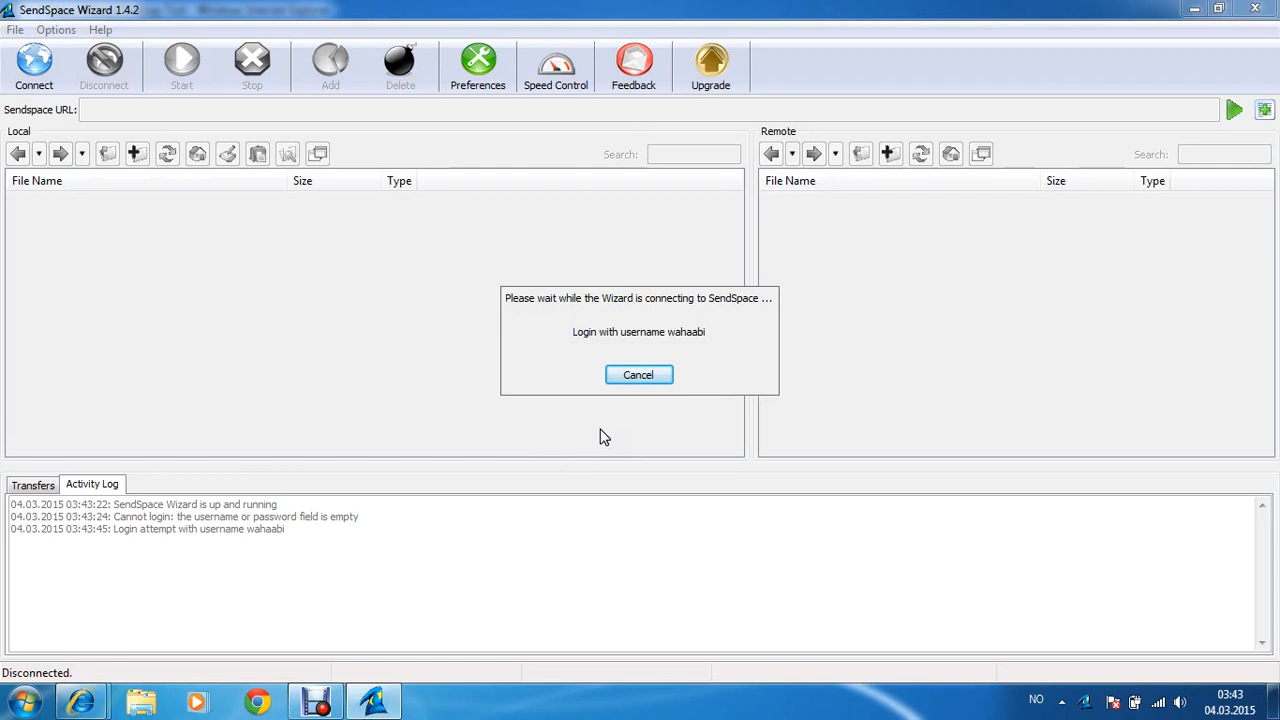 SendSpace Wizard 1.4.2
File Options Help
Connect Disconnect Start Stop Add Delete Preferences Speed Control Feedback Upgrade
Sendspace URL:
Local
Remote
Search:
Search:
File Name Size Type
File Name Size Type
Please wait while the Wizard is connecting to SendSpace ...
Login with username wahaabi
Cancel
Transfers Activity Log
04.03.2015 03:43:22: SendSpace Wizard is up and running
04.03.2015 03:43:24: Cannot login: the username or password field is empty
04.03.2015 03:43:45: Login attempt with username wahaabi
Disconnected.
NO
03:43
04.03.2015